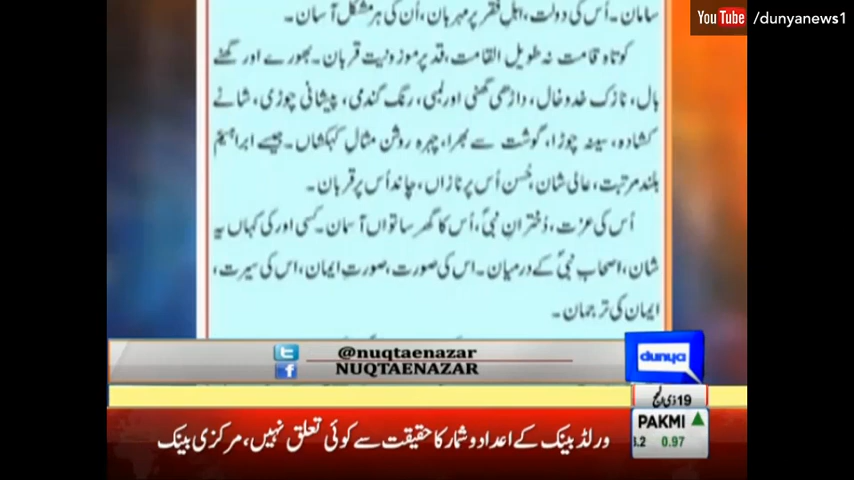 YouTube /dunyanews1
سامان۔ اُس کی دولت، اہلِ فقر پر مہربان، اُن کی ہر مشکل آسان۔
کوتاہ قامت نہ طویل القامت، قد پر موزونیت قربان۔ بھورے اور گھنے
بال، نازک خدوخال، داڑھی گھنی اور لمبی، رنگ گندمی، پیشانی چوڑی، شانے
کشادہ، سینہ چوڑا، گوشت سے بھرا، چہرہ روشن مثالِ کہکشاں۔ جیسے ابراہیمؑ
بلند مرتبت، عالی شان، حُسن اُس پر نازاں، چاند اُس پر قربان۔
اُس کی عزت، دُخترانِ نبیؐ، اُس کا گھر ساتواں آسمان۔ کسی اور کی کہاں یہ
شان، اصحابِ نبیؐ کے درمیان۔ اس کی صورت، صورتِ ایمان، اس کی سیرت،
ایمان کی ترجمان۔
@nuqtaenazar
NUQTAENAZAR
dunya
19 ذی الحج
PAKMI
3.2 0.97
ورلڈ بینک کے اعداد و شمار کا حقیقت سے کوئی تعلق نہیں، مرکزی بینک